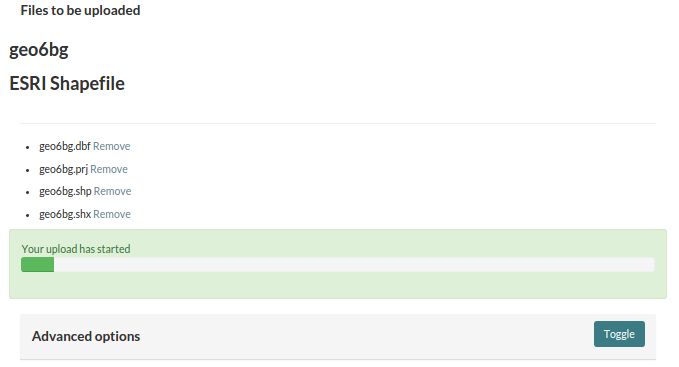 Files to be uploaded
geo6bg
ESRI Shapefile
geo6bg.dbf Remove
geo6bg.prj Remove
geo6bg.shp Remove
geo6bg.shx Remove
Your upload has started
Advanced options
Toggle